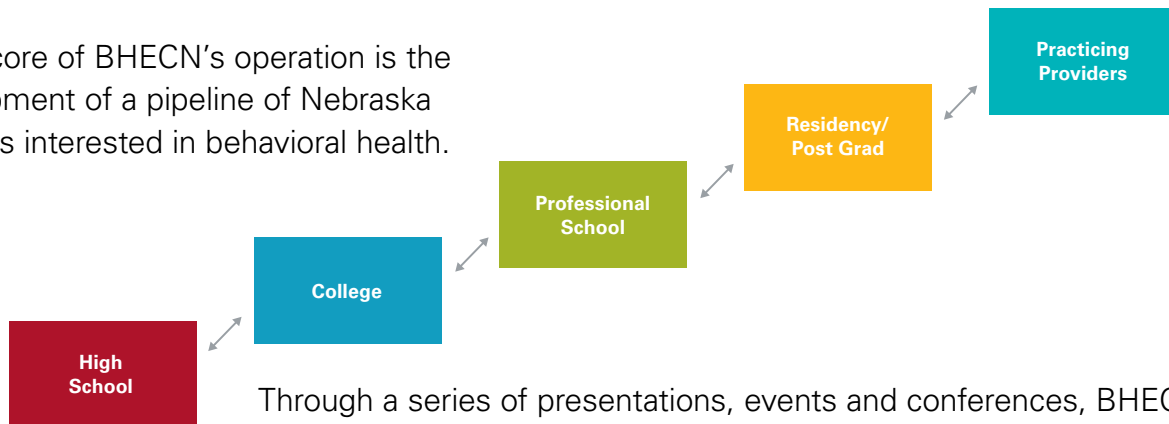 core of BHECN's operation is the
pment of a pipeline of Nebraska
s interested in behavioral health.
Practicing
Providers
Residency/
Post Grad
Professional
School
College
High
School
Through a series of presentations, events and conferences, BHEC